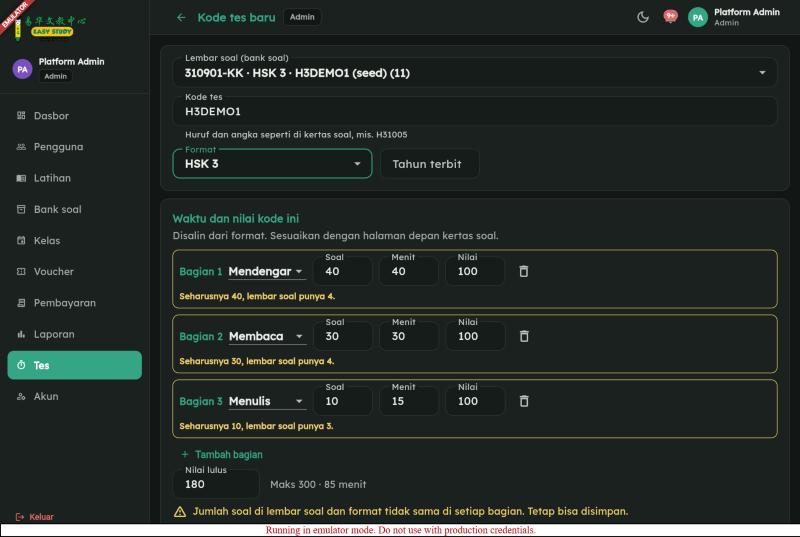 EMULATOR
易华文教中心
EASY STUDY
Kode tes baru
Admin
9+
PA
Platform Admin
Admin
PA
Platform Admin
Admin
Dasbor
Pengguna
Latihan
Bank soal
Kelas
Voucher
Pembayaran
Laporan
Tes
Akun
Keluar
Lembar soal (bank soal)
310901-KK · HSK 3 · H3DEMO1 (seed) (11)
Kode tes
H3DEMO1
Huruf dan angka seperti di kertas soal, mis. H31005
Format
HSK 3
Tahun terbit
Waktu dan nilai kode ini
Disalin dari format. Sesuaikan dengan halaman depan kertas soal.
Bagian 1 Mendengar Soal 40 Menit 40 Nilai 100
Seharusnya 40, lembar soal punya 4.
Bagian 2 Membaca Soal 30 Menit 30 Nilai 100
Seharusnya 30, lembar soal punya 4.
Bagian 3 Menulis Soal 10 Menit 15 Nilai 100
Seharusnya 10, lembar soal punya 3.
+ Tambah bagian
Nilai lulus
180
Maks 300 · 85 menit
Jumlah soal di lembar soal dan format tidak sama di setiap bagian. Tetap bisa disimpan.
Running in emulator mode. Do not use with production credentials.